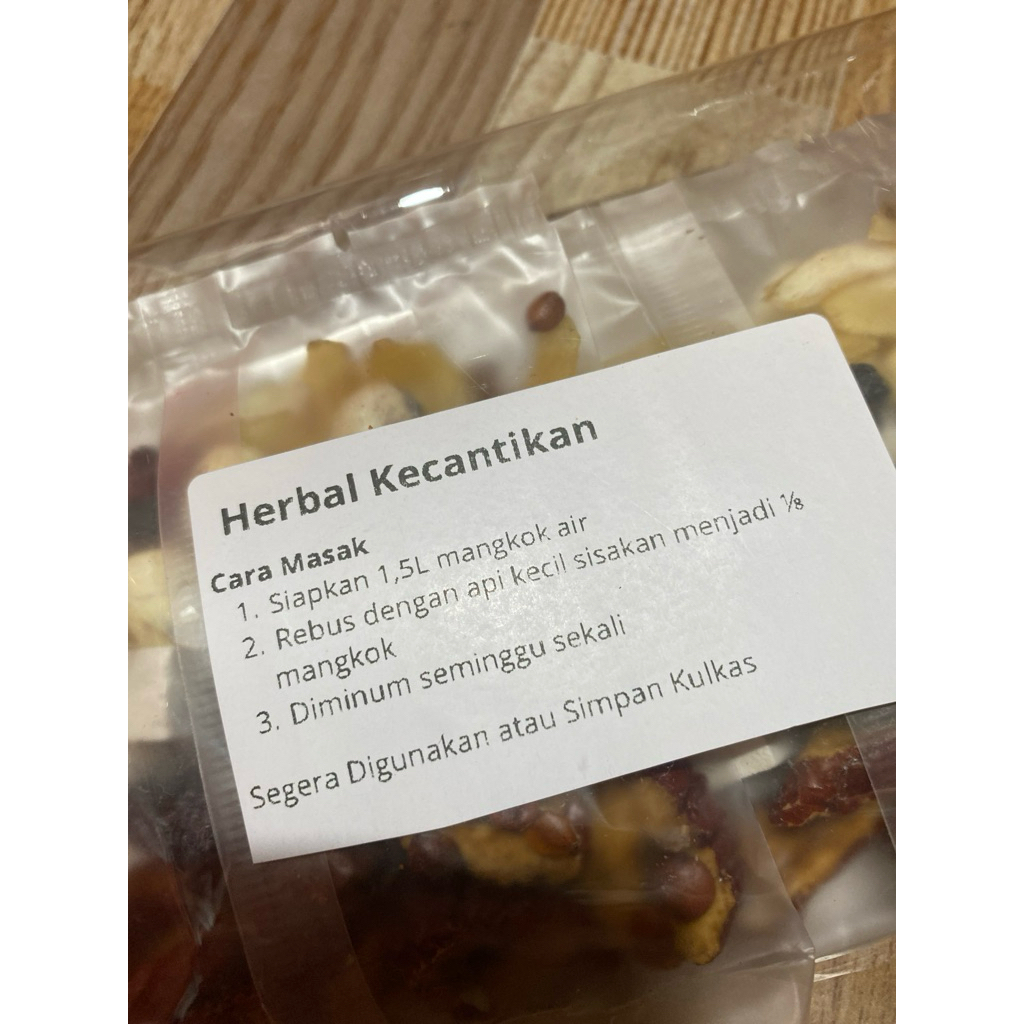 Herbal Kecantikan
Cara Masak
1. Siapkan 1,5L mangkok air
2. Rebus dengan api kecil sisakan menjadi ⅛
mangkok
3. Diminum seminggu sekali
Segera Digunakan atau Simpan Kulkas